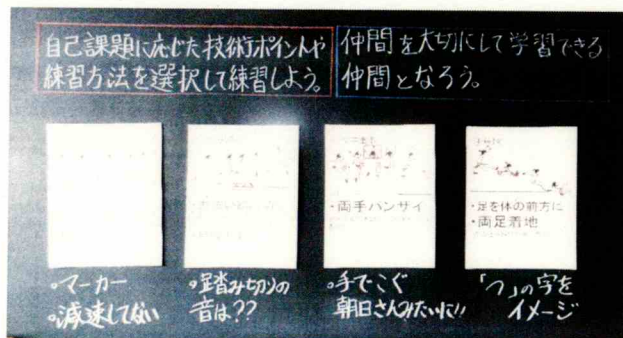 自己課題に応じた技術ポイントや
練習方法を選択して練習しよう。
仲間を大切にして学習できる
仲間となろう。
・両手バンザイ
・足を体の前方に
・両足着地
・マーカー
・減速してない
・踏み切りの
音は??
・手でこぐ
朝日さんみたいに!!
「つ」の字を
イメージ